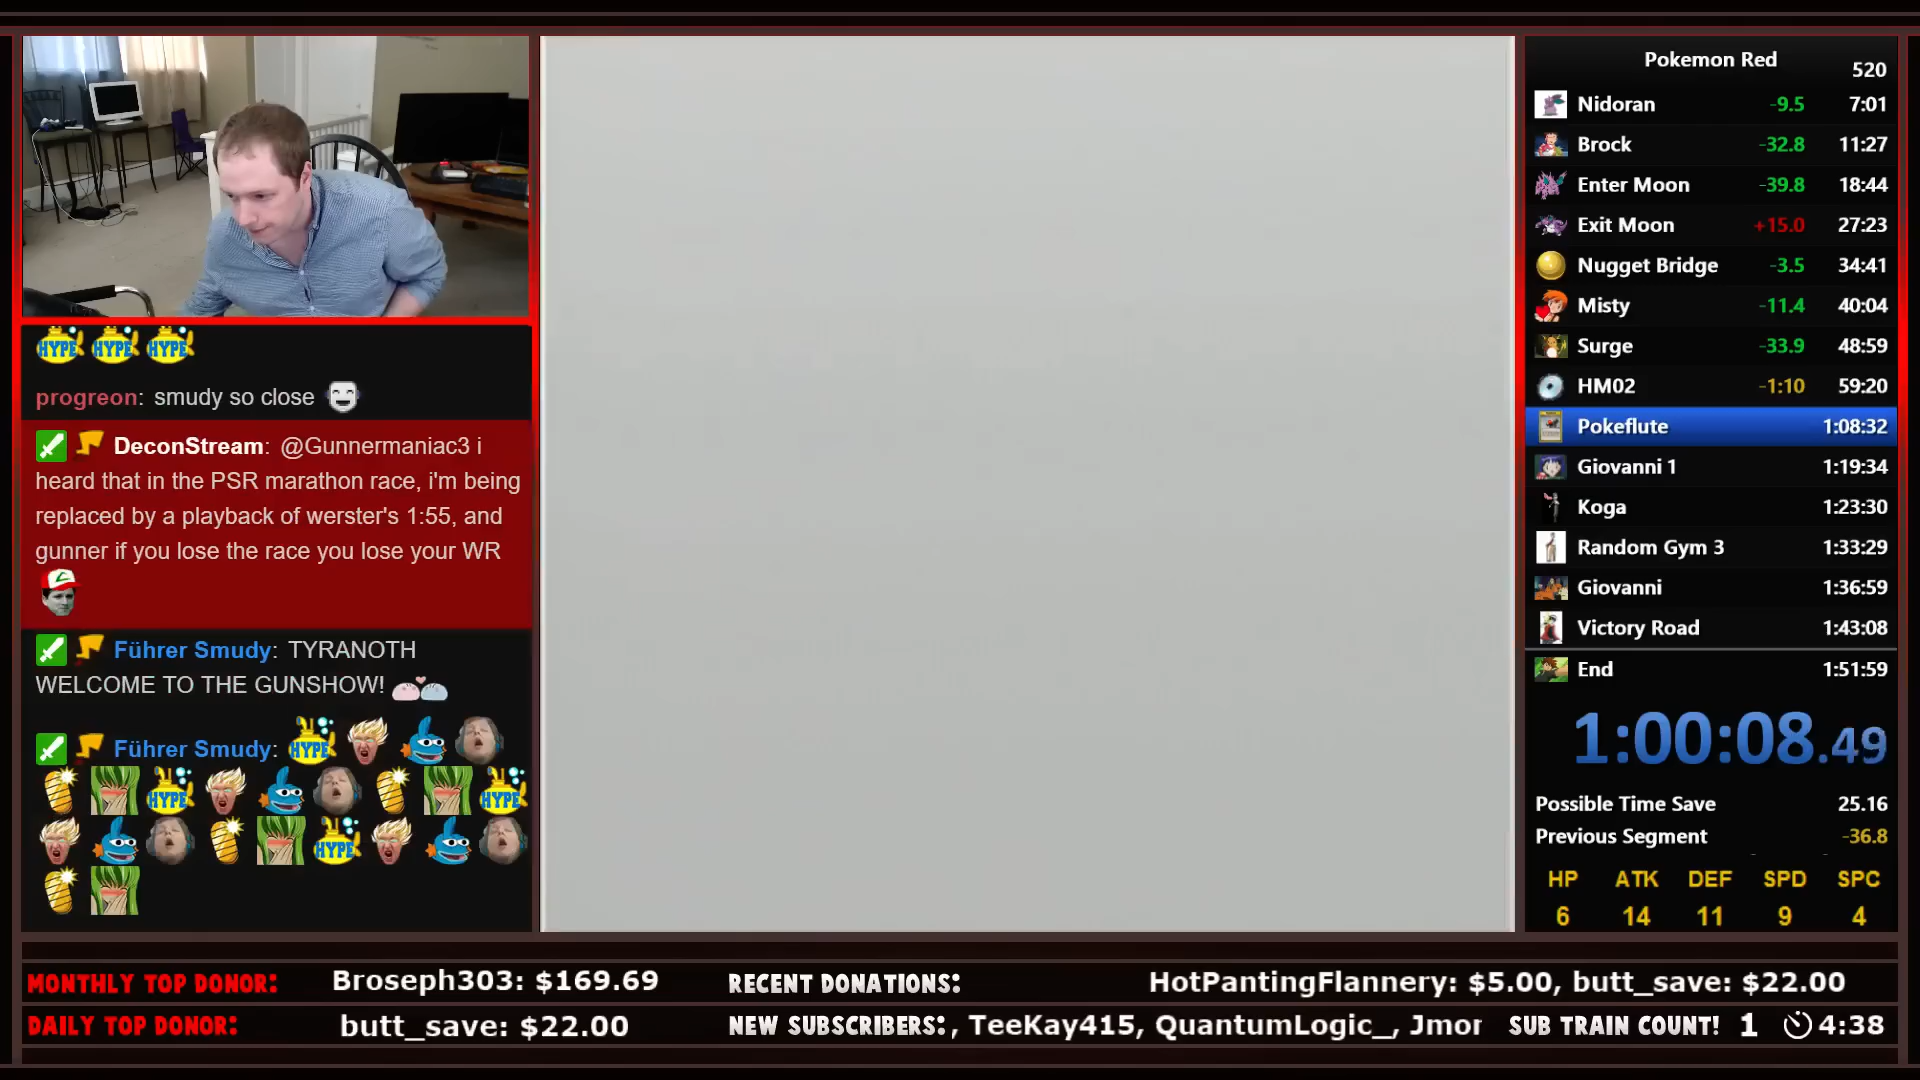 HYPE HYPE HYPE
progreon: smudy so close
DeconStream: @Gunnermaniac3 i
heard that in the PSR marathon race, i'm being
replaced by a playback of werster's 1:55, and
gunner if you lose the race you lose your WR
Führer Smudy: TYRANOTH
WELCOME TO THE GUNSHOW!
Führer Smudy: HYPE
HYPE HYPE
HYPE
Pokemon Red
520
Nidoran -9.5 7:01
Brock -32.8 11:27
Enter Moon -39.8 18:44
Exit Moon +15.0 27:23
Nugget Bridge -3.5 34:41
Misty -11.4 40:04
Surge -33.9 48:59
HM02 -1:10 59:20
Pokeflute 1:08:32
Giovanni 1 1:19:34
Koga 1:23:30
Random Gym 3 1:33:29
Giovanni 1:36:59
Victory Road 1:43:08
End 1:51:59
1:00:08.49
Possible Time Save 25.16
Previous Segment -36.8
HP ATK DEF SPD SPC
6 14 11 9 4
MONTHLY TOP DONOR: Broseph303: $169.69 RECENT DONATIONS: HotPantingFlannery: $5.00, butt_save: $22.00
DAILY TOP DONOR: butt_save: $22.00 NEW SUBSCRIBERS: , TeeKay415, QuantumLogic_, Jmor SUB TRAIN COUNT! 1 4:38